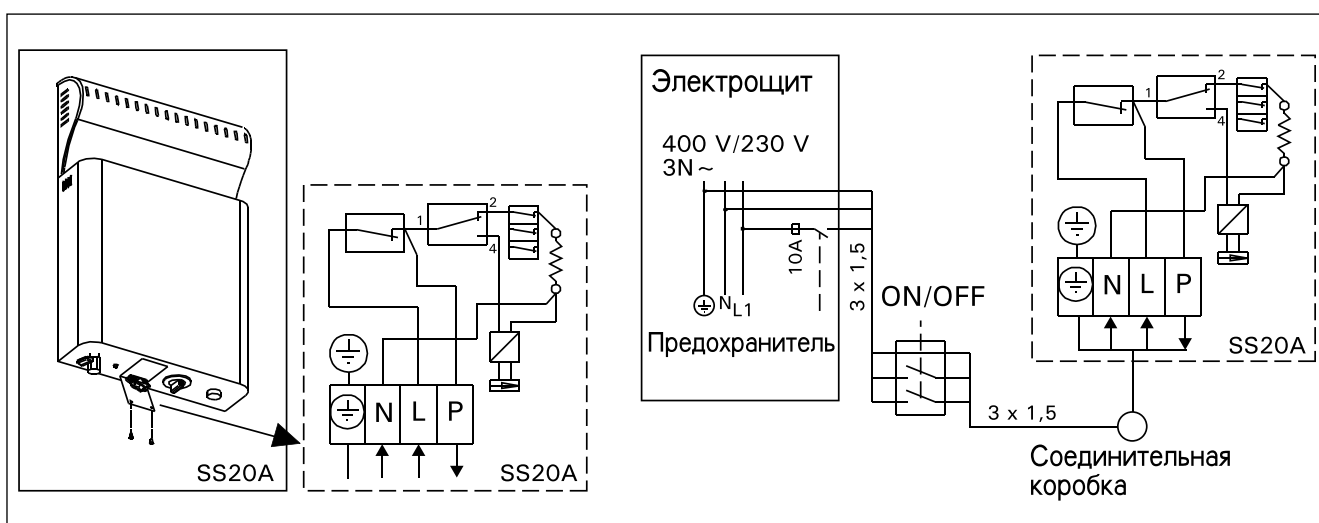 SS20A
1
2
4
N L P
SS20A
Электрощит
400 V/230 V
3N ~
10A
N
L1
3 x 1,5
Предохранитель
ON/OFF
3 x 1,5
Соединительная
коробка
1
2
4
N L P
SS20A